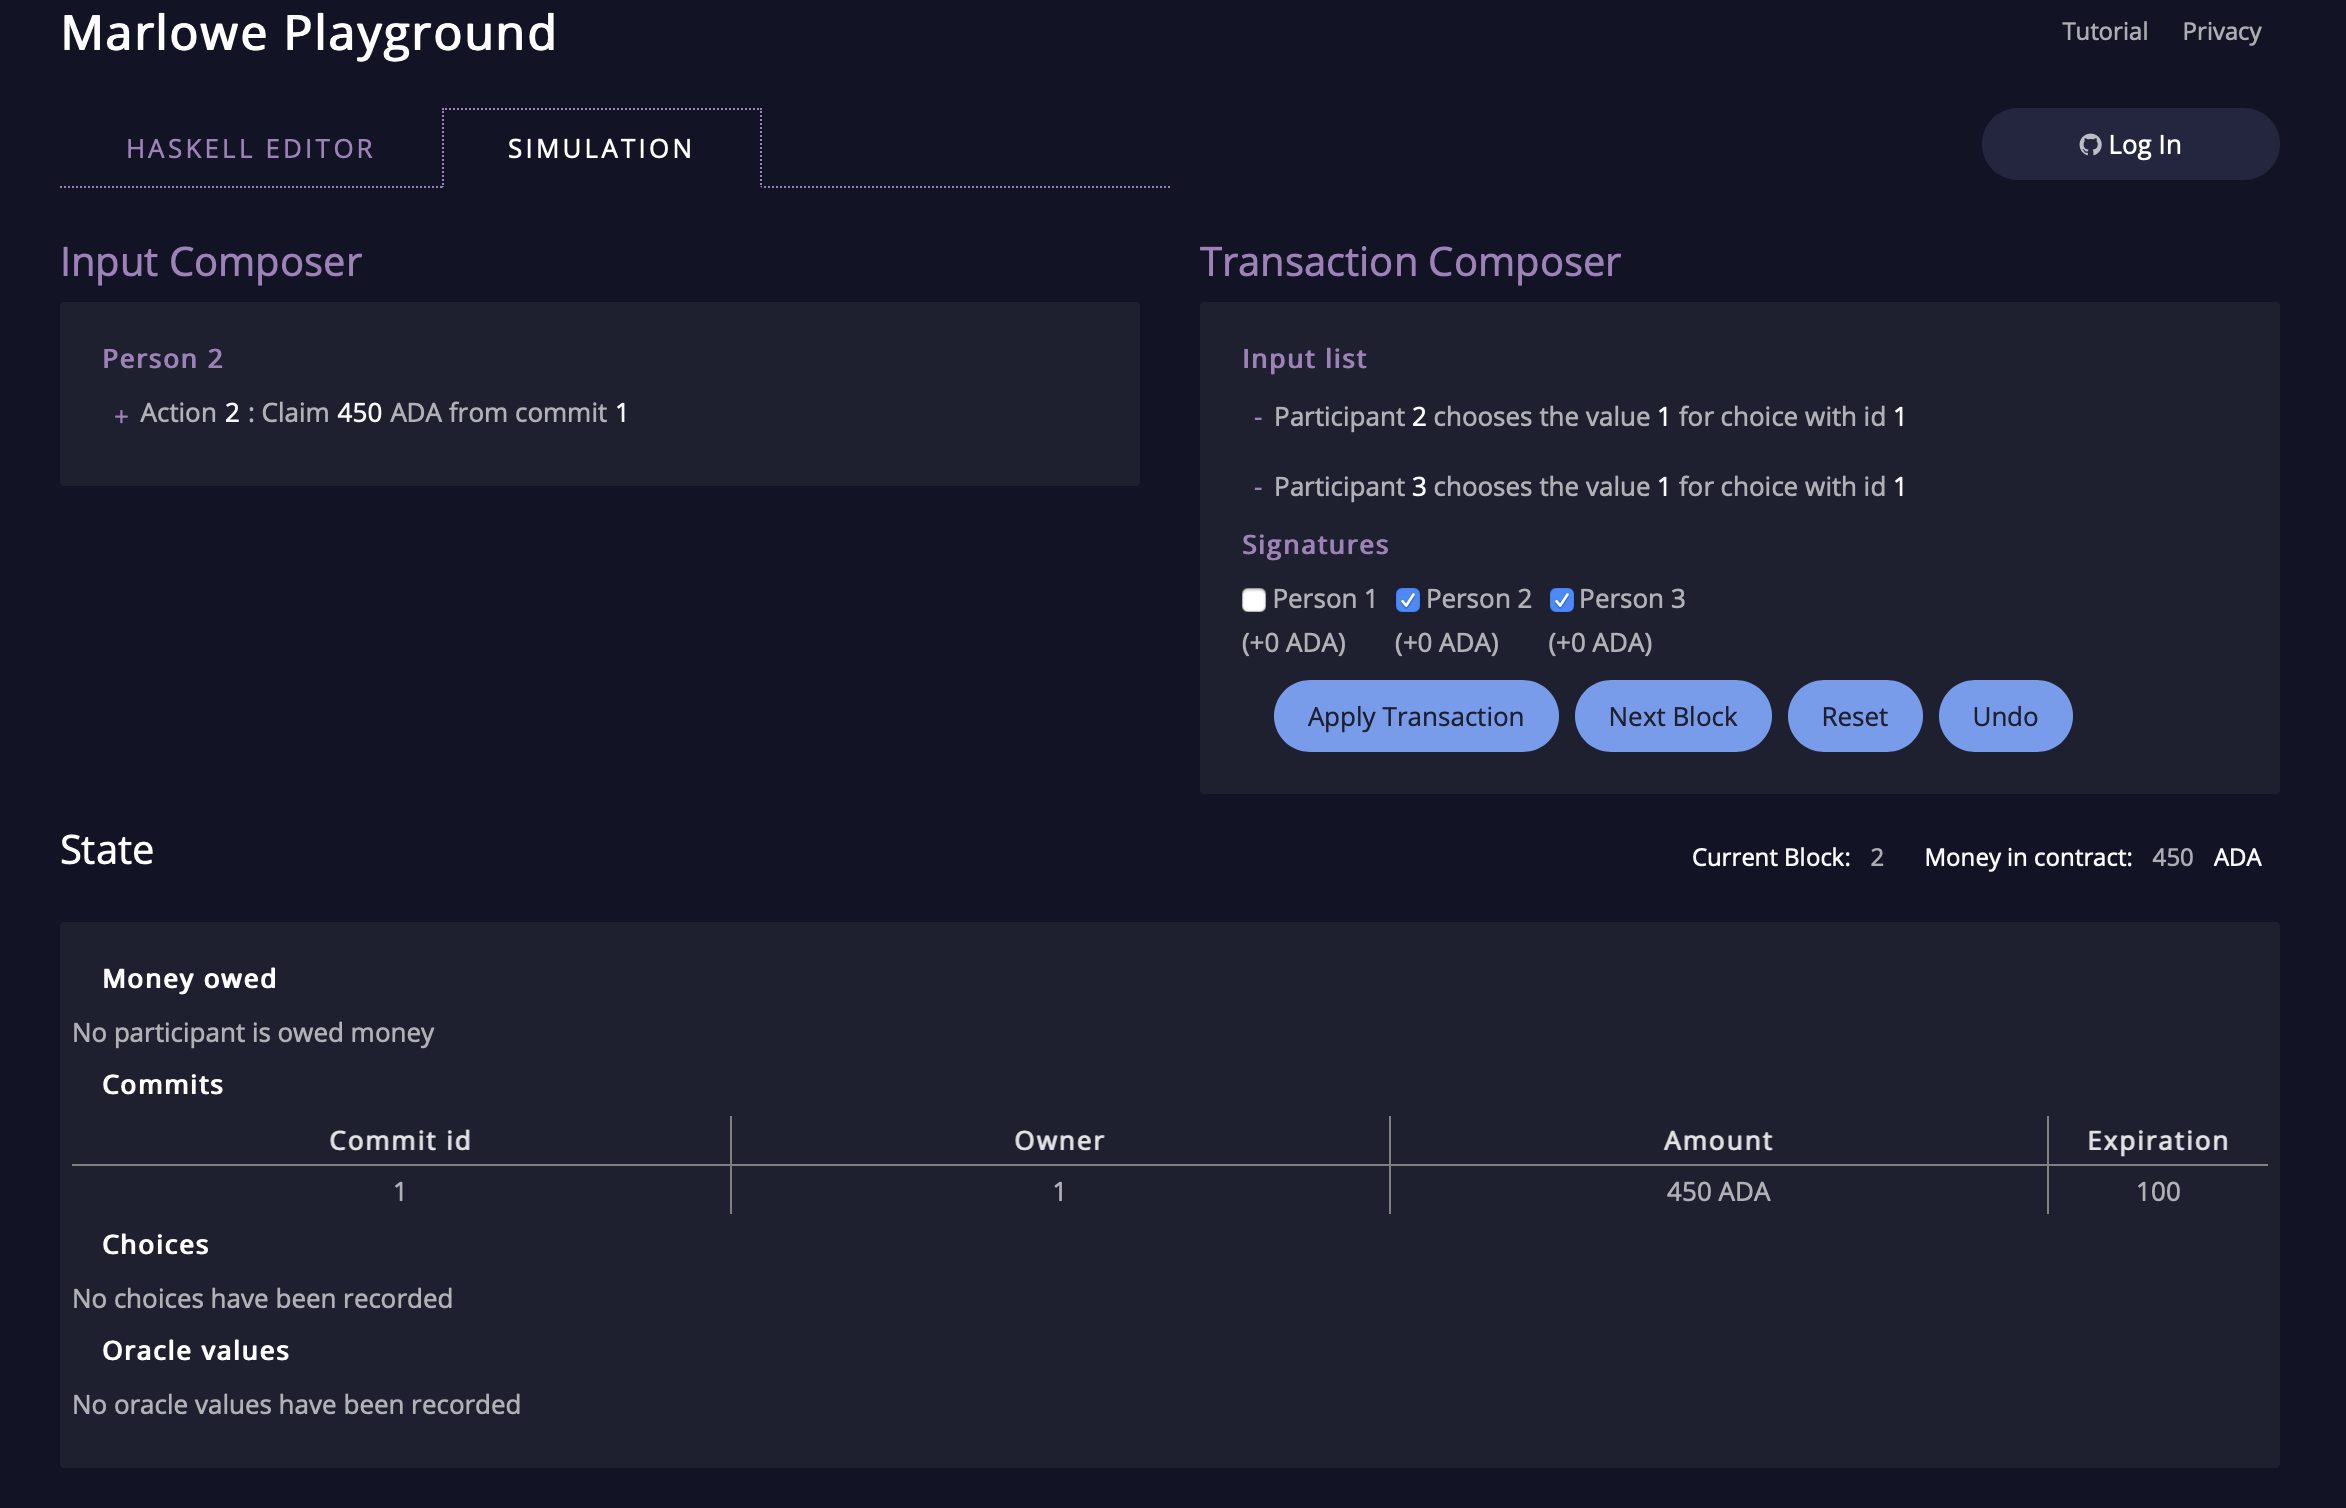 Marlowe Playground
Tutorial Privacy
HASKELL EDITOR
SIMULATION
Log In
Input Composer
Person 2
+ Action 2 : Claim 450 ADA from commit 1
Transaction Composer
Input list
- Participant 2 chooses the value 1 for choice with id 1
- Participant 3 chooses the value 1 for choice with id 1
Signatures
Person 1 Person 2 Person 3
(+0 ADA) (+0 ADA) (+0 ADA)
Apply Transaction Next Block Reset Undo
State
Current Block: 2 Money in contract: 450 ADA
Money owed
No participant is owed money
Commits
Commit id Owner Amount Expiration
1 1 450 ADA 100
Choices
No choices have been recorded
Oracle values
No oracle values have been recorded